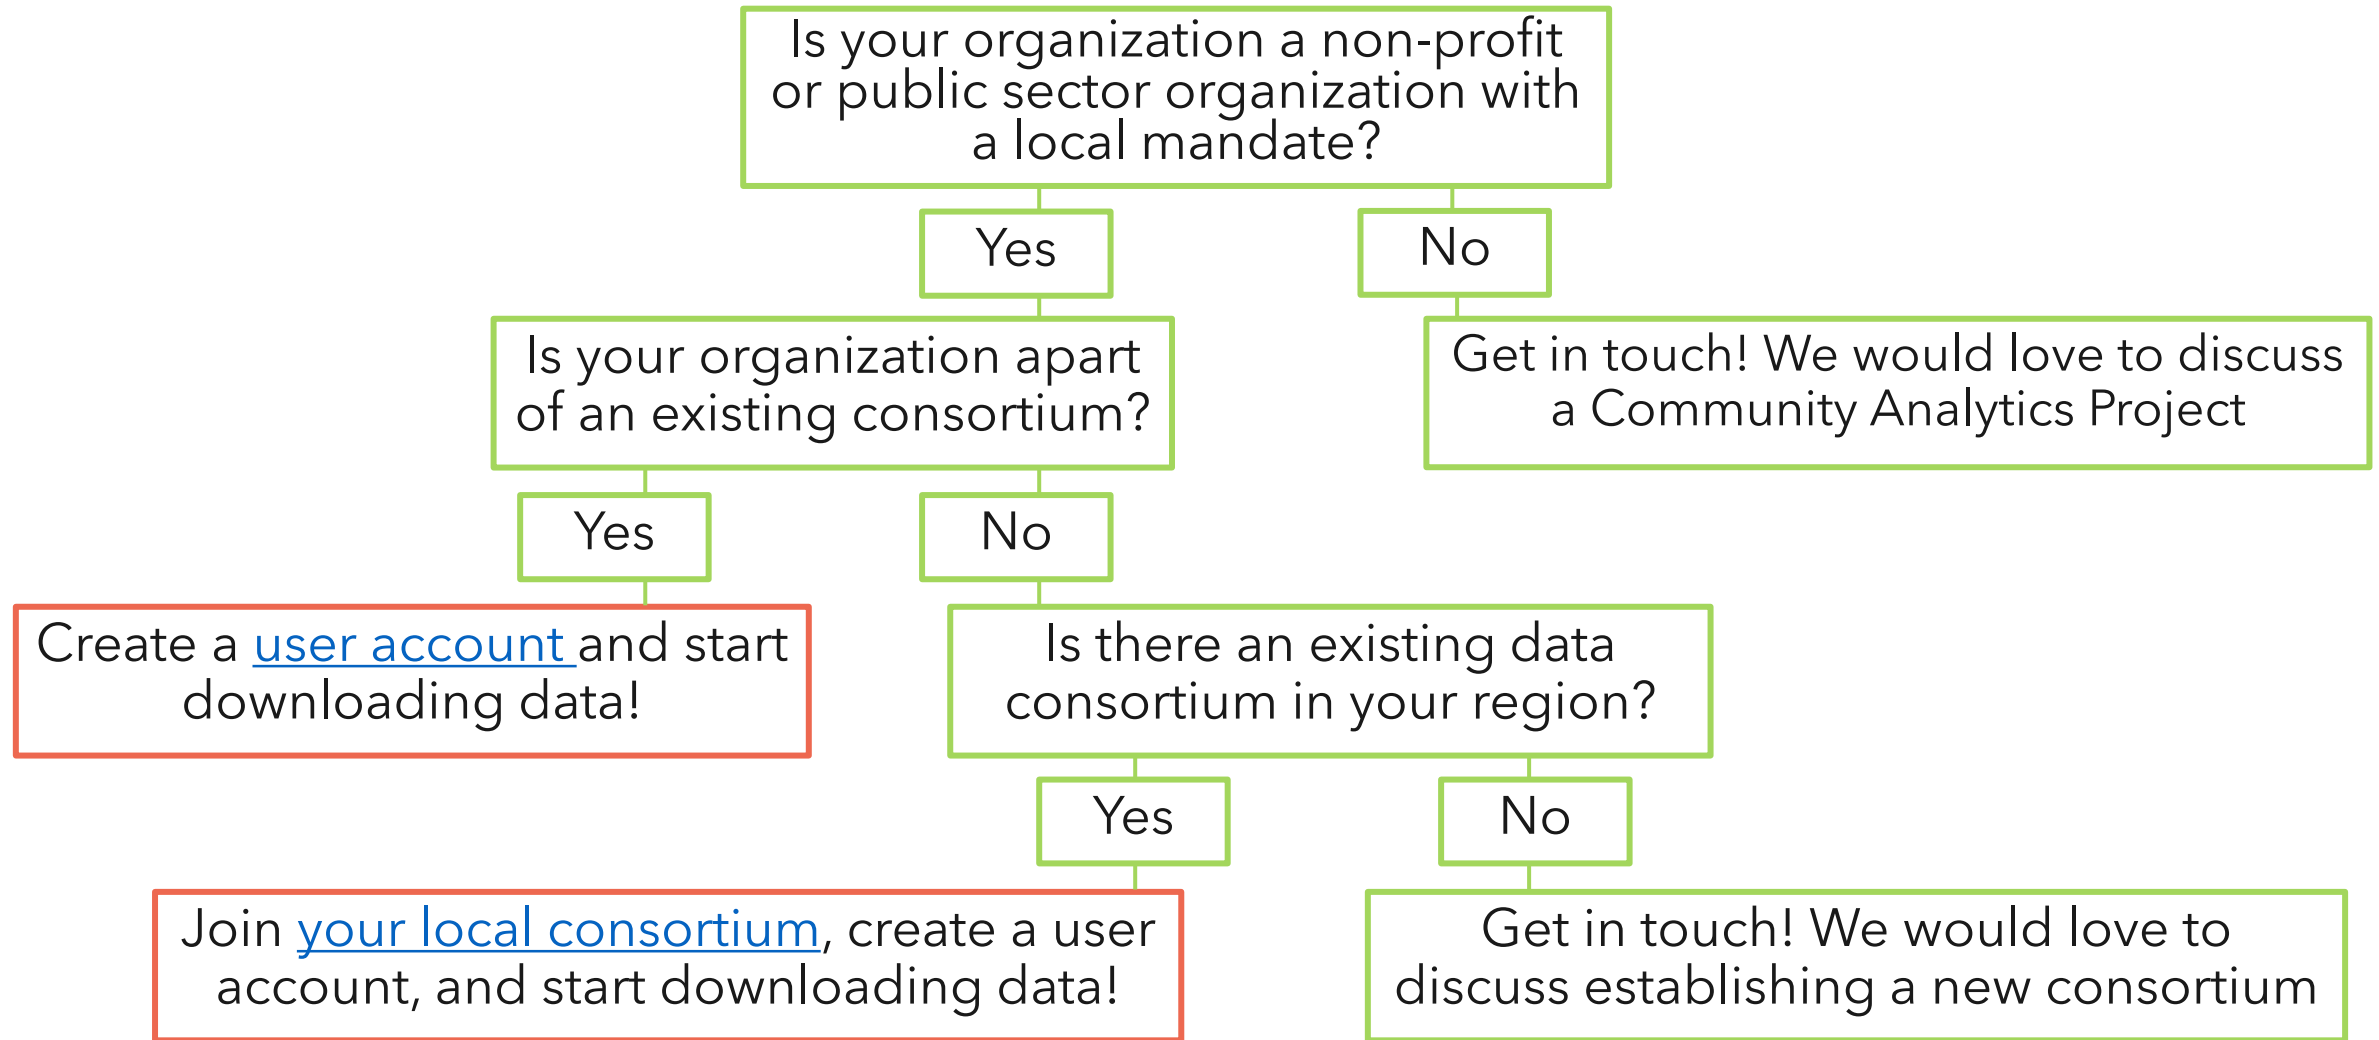 Is your organization a non-profit
or public sector organization with
a local mandate?
Yes
No
Is your organization apart
of an existing consortium?
Get in touch! We would love to discuss
a Community Analytics Project
Yes
No
Create a user account and start
downloading data!
Is there an existing data
consortium in your region?
Yes
No
Join your local consortium, create a user
account, and start downloading data!
Get in touch! We would love to
discuss establishing a new consortium